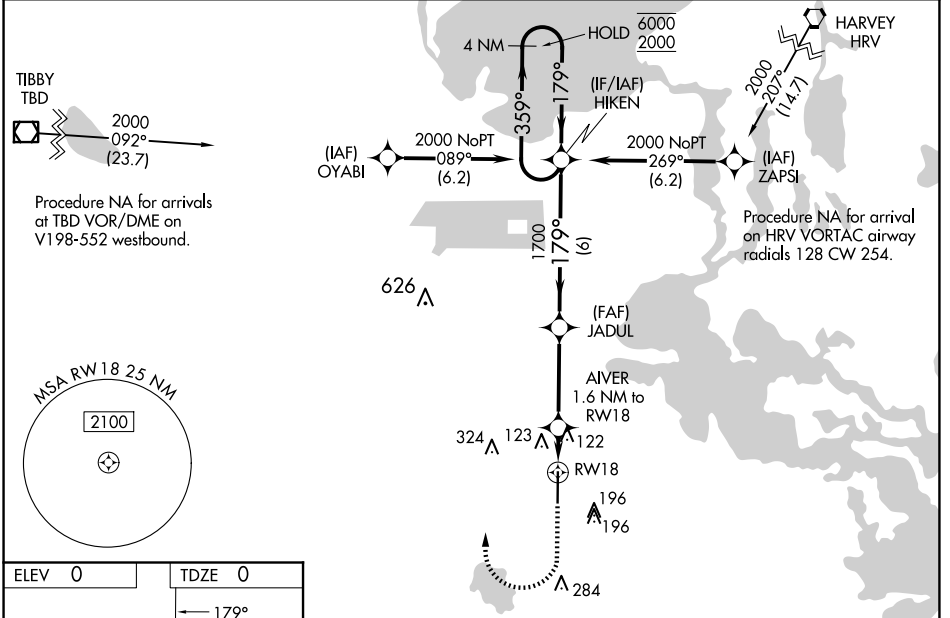 HOLD
6000
2000
4 NM
HARVEY
HRV
TIBBY
TBD
2000
092°
(23.7)
359°
179°
(IF/IAF)
HIKEN
2000
207°
(14.7)
(IAF)
OYABI
2000 NoPT
089°
(6.2)
2000 NoPT
269°
(6.2)
(IAF)
ZAPSI
Procedure NA for arrivals
at TBD VOR/DME on
V198-552 westbound.
Procedure NA for arrival
on HRV VORTAC airway
radials 128 CW 254.
1700
179°
(6)
626
(FAF)
JADUL
MSA RW18 25 NM
2100
AIVER
1.6 NM to
RW18
324
123
122
RW18
196
196
284
ELEV 0
TDZE 0
179°